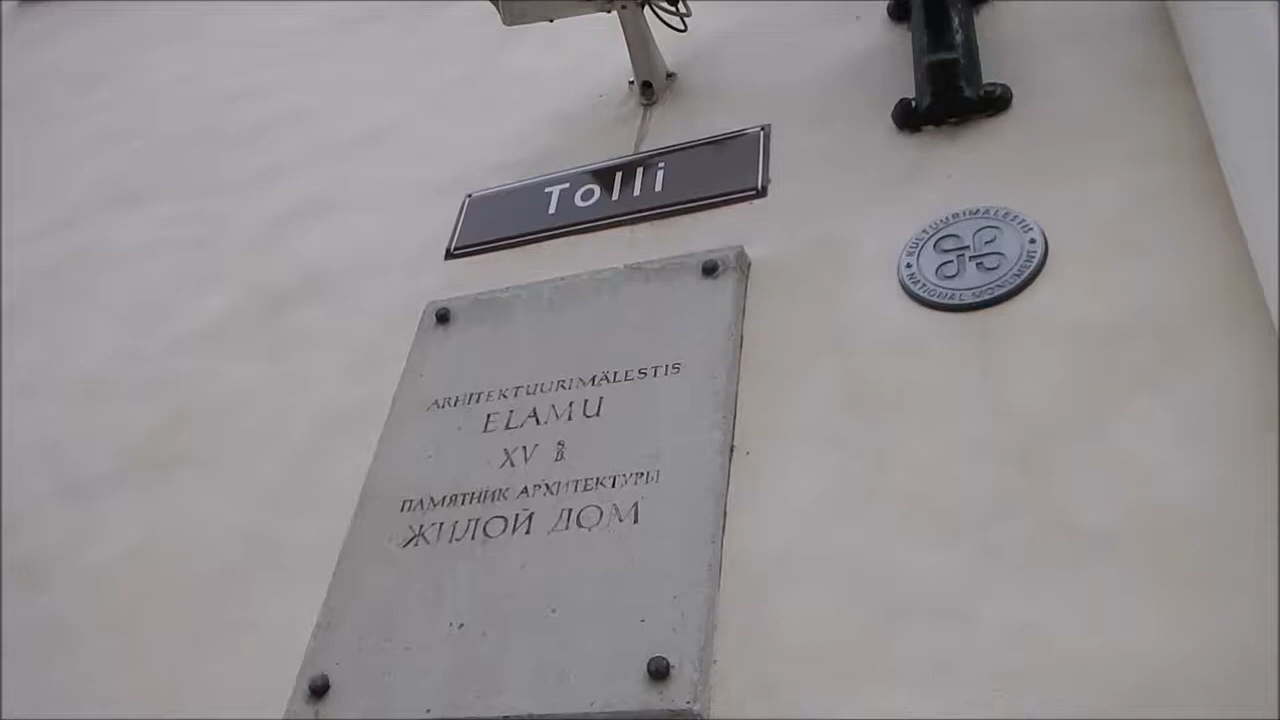 Tolli
KULTUURIMÄLESTIS
NATIONAL MONUMENT
ARHITEKTUURIMÄLESTIS
ELAMU
XV S
В.
ПАМЯТНИК АРХИТЕКТУРЫ
ЖИЛОЙ ДОМ